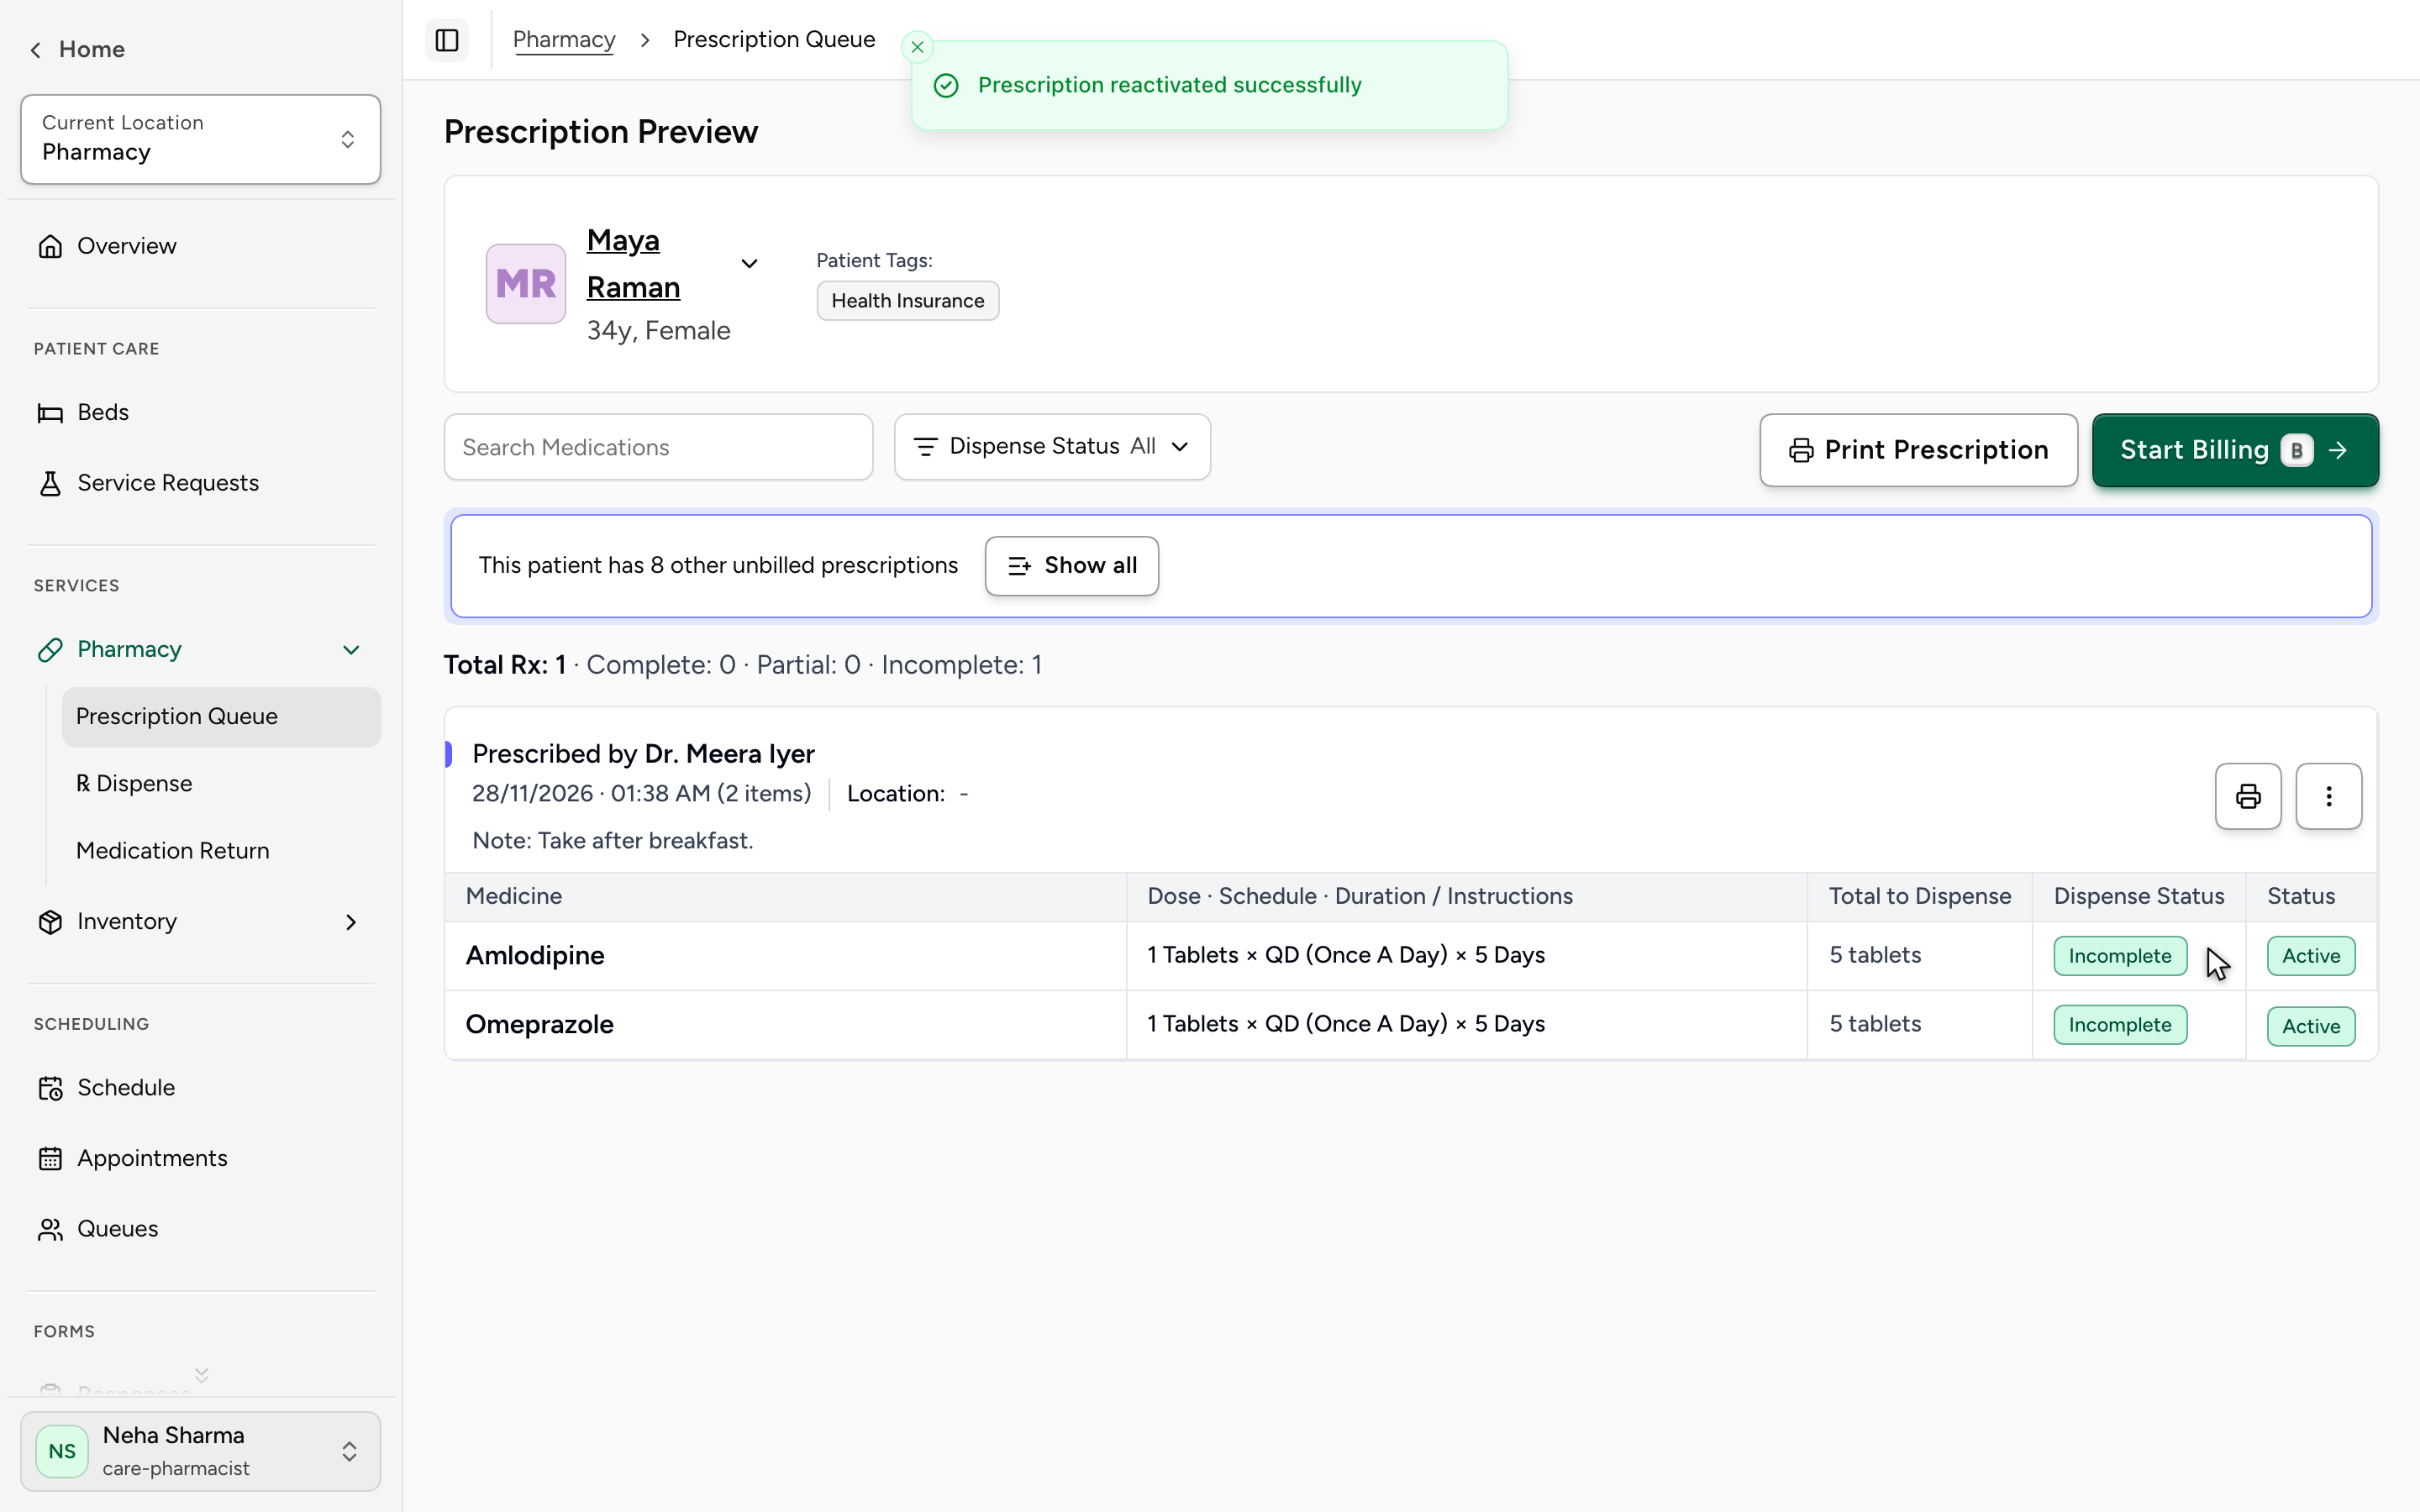 Home
Current Location
Pharmacy
Overview
PATIENT CARE
Beds
Service Requests
SERVICES
Pharmacy
Prescription Queue
℞ Dispense
Medication Return
Inventory
SCHEDULING
Schedule
Appointments
Queues
FORMS
Responses
NS
Neha Sharma
care-pharmacist
Pharmacy > Prescription Queue
Prescription reactivated successfully
Prescription Preview
MR
Maya
Raman
34y, Female
Patient Tags:
Health Insurance
Search Medications
Dispense Status All
Print Prescription
Start Billing B
This patient has 8 other unbilled prescriptions
Show all
Total Rx: 1 · Complete: 0 · Partial: 0 · Incomplete: 1
Prescribed by Dr. Meera Iyer
28/11/2026 · 01:38 AM (2 items) Location: -
Note: Take after breakfast.
Medicine Dose · Schedule · Duration / Instructions Total to Dispense Dispense Status Status
Amlodipine 1 Tablets × QD (Once A Day) × 5 Days 5 tablets Incomplete Active
Omeprazole 1 Tablets × QD (Once A Day) × 5 Days 5 tablets Incomplete Active